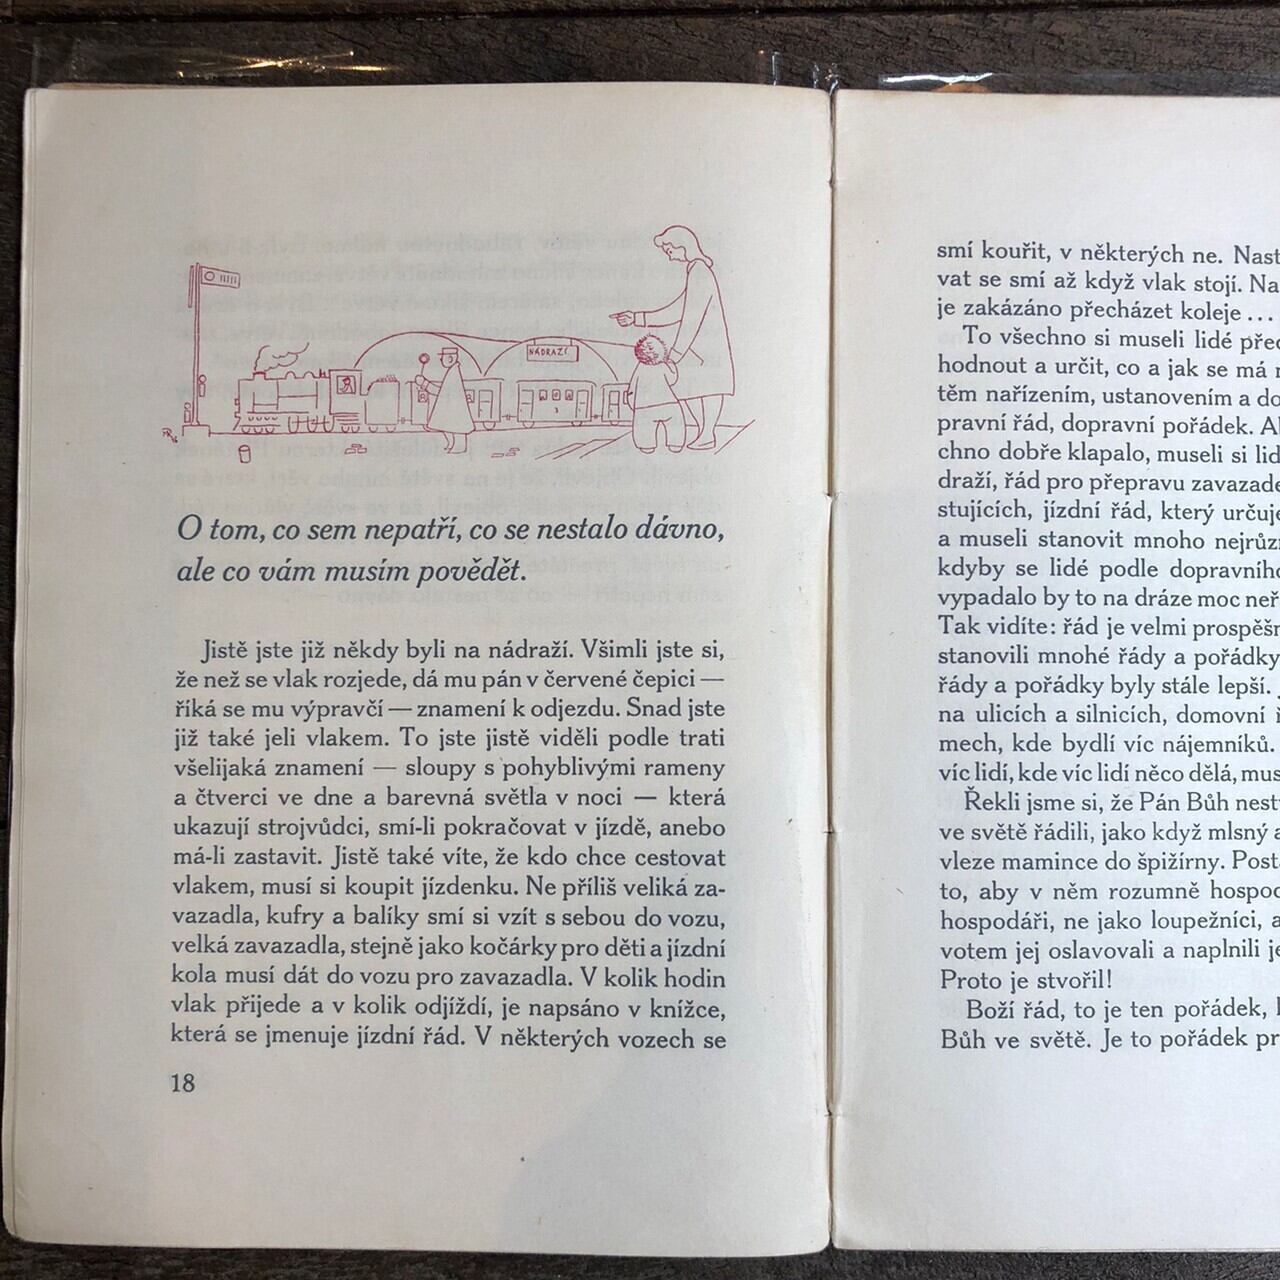 NÁDRAŽÍ
O tom, co sem nepatří, co se nestalo dávno,
ale co vám musím povědět.
Jistě jste již někdy byli na nádraží. Všimli jste si,
že než se vlak rozjede, dá mu pán v červené čepici —
říká se mu výpravčí — znamení k odjezdu. Snad jste
již také jeli vlakem. To jste jistě viděli podle trati
všelijaká znamení — sloupy s pohyblivými rameny
a čtverci ve dne a barevná světla v noci — která
ukazují strojvůdci, smí-li pokračovat v jízdě, anebo
má-li zastavit. Jistě také víte, že kdo chce cestovat
vlakem, musí si koupit jízdenku. Ne příliš veliká za-
vazadla, kufry a balíky smí si vzít s sebou do vozu,
velká zavazadla, stejně jako kočárky pro děti a jízdní
kola musí dát do vozu pro zavazadla. V kolik hodin
vlak přijede a v kolik odjíždí, je napsáno v knížce,
která se jmenuje jízdní řád. V některých vozech se
18
smí kouřit, v některých ne.
vat se smí až když vlak stojí.
je zakázáno přecházet koleje ...
To všechno si museli lidé
hodnout a určit, co a jak se má
těm nařízením, ustanovením a
pravní řád, dopravní pořádek.
chno dobře klapalo, museli si
draží, řád pro přepravu
stujících, jízdní řád, který
a museli stanovit mnoho
kdyby se lidé podle
vypadalo by to na dráze moc
Tak vidíte: řád je velmi
stanovili mnohé řády a pořádky
řády a pořádky byly stále lepší.
na ulicích a silnicích, domovní
mech, kde bydlí víc nájemníků.
víc lidí, kde víc lidí něco dělá,
Řekli jsme si, že Pán Bůh
ve světě řádili, jako když mlsný
vleze mamince do špižírny.
to, aby v něm rozumně
hospodáři, ne jako loupežníci,
votem jej oslavovali a naplnili
Proto je stvořil!
Boží řád, to je ten pořádek,
Bůh ve světě. Je to pořádek